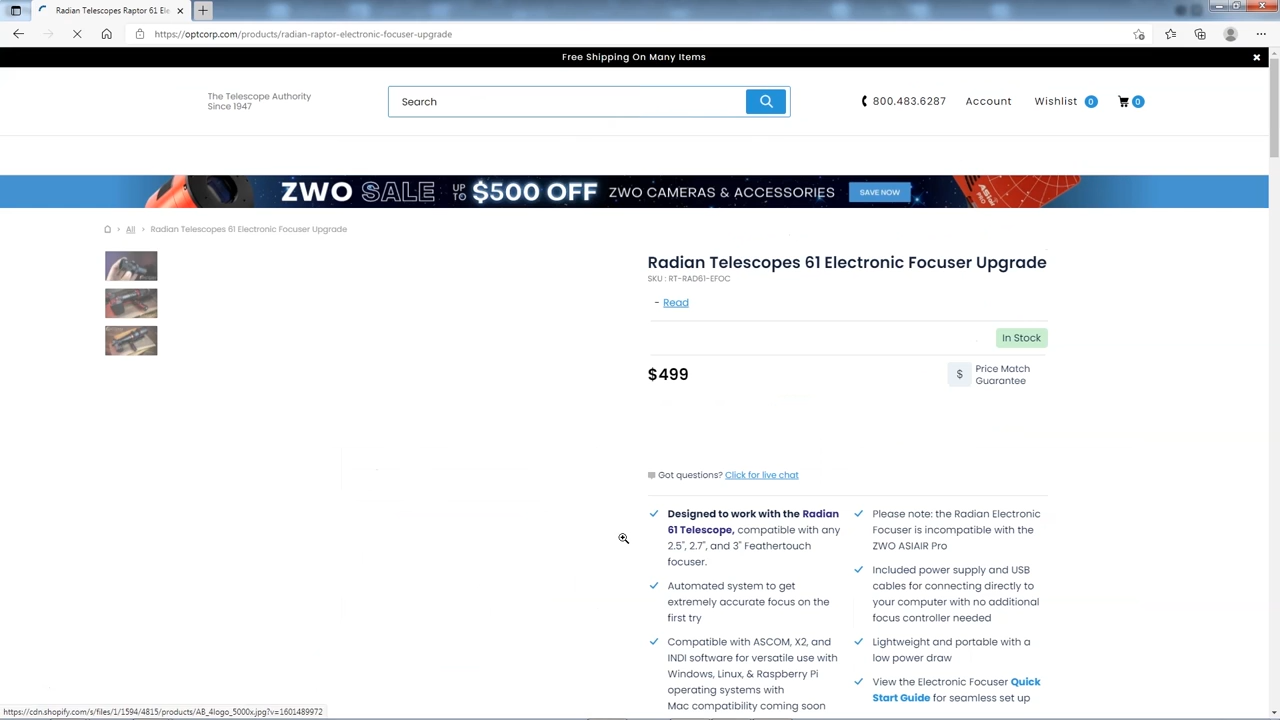 Radian Telescopes Raptor 61 Ele
https://optcorp.com/products/radian-raptor-electronic-focuser-upgrade
Free Shipping On Many Items
The Telescope Authority
Since 1947
Search
800.483.6287
Account
Wishlist 0
0
ZWO SALE UP TO $500 OFF ZWO CAMERAS & ACCESSORIES SAVE NOW
All › Radian Telescopes 61 Electronic Focuser Upgrade
Radian Telescopes 61 Electronic Focuser Upgrade
SKU : RT-RAD61-EFOC
- Read
In Stock
$499
$ Price Match
Guarantee
Got questions? Click for live chat
Designed to work with the Radian
61 Telescope, compatible with any
2.5", 2.7", and 3" Feathertouch
focuser.
Automated system to get
extremely accurate focus on the
first try
Compatible with ASCOM, X2, and
INDI software for versatile use with
Windows, Linux, & Raspberry Pi
operating systems with
Mac compatibility coming soon
Please note: the Radian Electronic
Focuser is incompatible with the
ZWO ASIAIR Pro
Included power supply and USB
cables for connecting directly to
your computer with no additional
focus controller needed
Lightweight and portable with a
low power draw
View the Electronic Focuser Quick
Start Guide for seamless set up
https://cdn.shopify.com/s/files/1/1594/4815/products/AB_4logo_5000x.jpg?v=1601489972